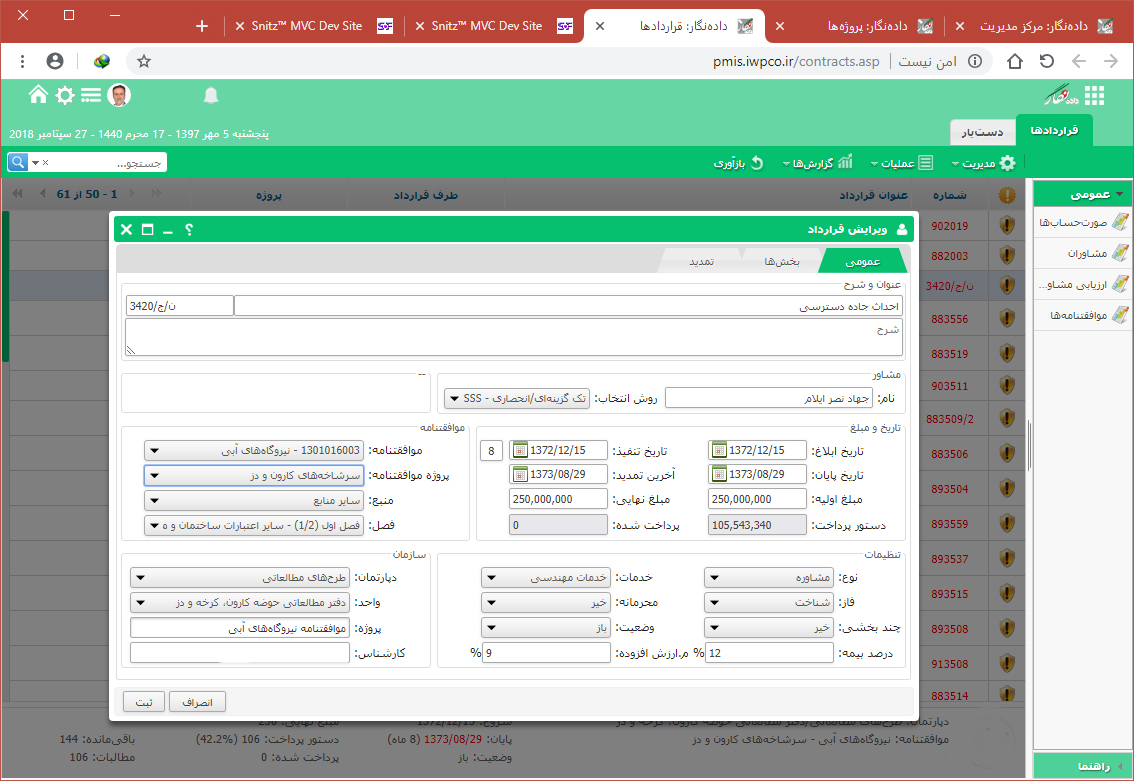 داده‌نگار: مرکز مدیریت
داده‌نگار: پروژه‌ها
داده‌نگار: قراردادها
Snitz™ MVC Dev Site
Snitz™ MVC Dev Site
امن نیست
pmis.iwpco.ir/contracts.asp
پنجشنبه 5 مهر 1397 - 17 محرم 1440 - 27 سپتامبر 2018
قراردادها
دست‌یار
مدیریت
عملیات
گزارش‌ها
بازآوری
جستجو...
عمومی
صورت‌حساب‌ها
مشاوران
ارزیابی مشاو...
موافقتنامه‌ها
راهنما
شماره
عنوان قرارداد
طرف قرارداد
پروژه
1 - 50 از 61
902019
882003
ن/ج/3420
883556
883519
903511
883509/2
883506
893504
893559
893537
893515
893508
913508
883514
ویرایش قرارداد
عمومی
بخش‌ها
تمدید
عنوان و شرح
احداث جاده دسترسی
ن/ج/3420
شرح
مشاور
نام:
جهاد نصر ایلام
روش انتخاب:
تک گزینه‌ای/انحصاری - SSS
--
تاریخ و مبلغ
تاریخ ابلاغ:
1372/12/15
تاریخ تنفیذ:
1372/12/15
8
تاریخ پایان:
1373/08/29
آخرین تمدید:
1373/08/29
مبلغ اولیه:
250,000,000
مبلغ نهایی:
250,000,000
دستور پرداخت:
105,543,340
پرداخت شده:
0
موافقتنامه
موافقتنامه:
1301016003 - نیروگاه‌های آبی
پروژه موافقتنامه:
سرشاخه‌های کارون و دز
منبع:
سایر منابع
فصل:
فصل اول (1/2) - سایر اعتبارات ساختمان و م
تنظیمات
نوع:
مشاوره
خدمات:
خدمات مهندسی
فاز:
شناخت
محرمانه:
خیر
چند بخشی:
خیر
وضعیت:
باز
درصد بیمه:
12
%
م.ارزش افزوده:
9
%
سازمان
دپارتمان:
طرح‌های مطالعاتی
واحد:
دفتر مطالعاتی حوضه کارون، کرخه و دز
پروژه:
موافقتنامه نیروگاه‌های آبی
کارشناس:
انصراف
ثبت
دپارتمان: طرح‌های مطالعاتی/دفتر مطالعاتی حوضه کارون، کرخه و دز
موافقتنامه: نیروگاه‌های آبی - سرشاخه‌های کارون و دز
شروع: 1372/12/15
پایان: 1373/08/29 (8 ماه)
وضعیت: باز
مبلغ نهایی: 250
دستور پرداخت: 106 (42.2%)
پرداخت شده: 0
باقی‌مانده: 144
مطالبات: 106